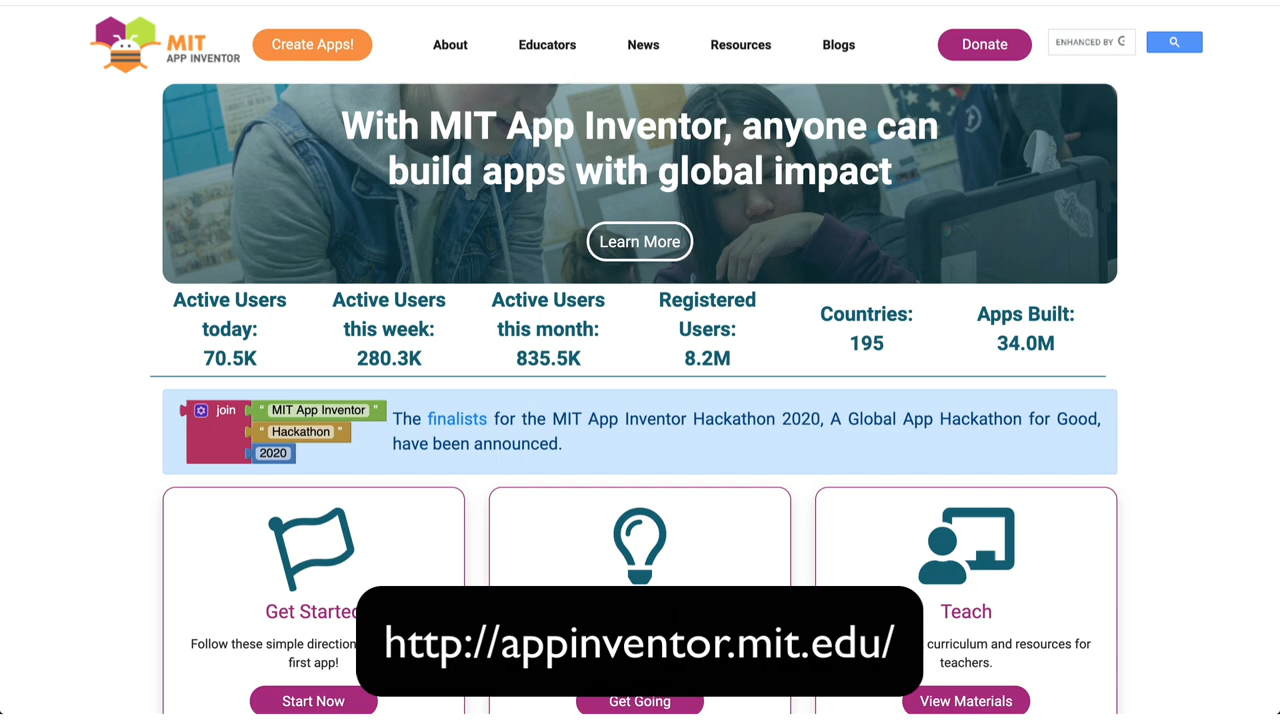 MIT
APP INVENTOR
Create Apps!
About
Educators
News
Resources
Blogs
Donate
ENHANCED BY G
With MIT App Inventor, anyone can
build apps with global impact
Learn More
Active Users
today:
70.5K
Active Users
this week:
280.3K
Active Users
this month:
835.5K
Registered
Users:
8.2M
Countries:
195
Apps Built:
34.0M
join
" MIT App Inventor "
" Hackathon "
2020
The finalists for the MIT App Inventor Hackathon 2020, A Global App Hackathon for Good,
have been announced.
Get Started
Follow these simple direction
first app!
Start Now
Get Going
Teach
curriculum and resources for
teachers.
View Materials
http://appinventor.mit.edu/